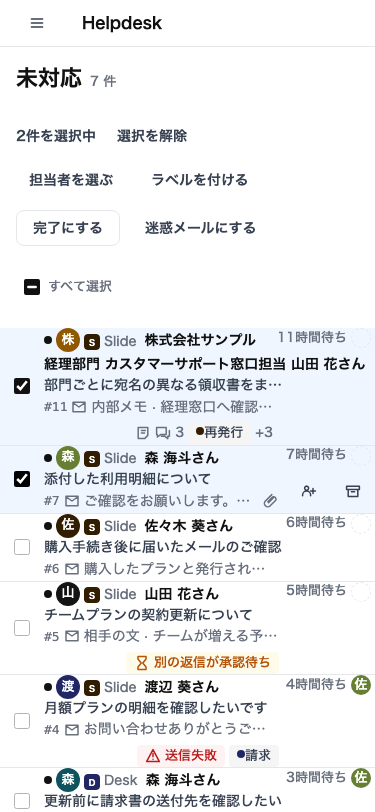 Helpdesk
未対応 7 件
2件を選択中 選択を解除
担当者を選ぶ ラベルを付ける
完了にする 迷惑メールにする
すべて選択
株 S Slide 株式会社サンプル 11時間待ち
経理部門 カスタマーサポート窓口担当 山田 花さん
部門ごとに宛名の異なる領収書をま…
#11 内部メモ · 経理窓口へ確認…
3 再発行 +3
森 S Slide 森 海斗さん 7時間待ち
添付した利用明細について
#7 ご確認をお願いします。…
佐 S Slide 佐々木 葵さん 6時間待ち
購入手続き後に届いたメールのご確認
#6 購入したプランと発行され…
山 S Slide 山田 花さん 5時間待ち
チームプランの契約更新について
#5 相手の文 · チームが増える予…
別の返信が承認待ち
渡 S Slide 渡辺 葵さん 4時間待ち 佐
月額プランの明細を確認したいです
#4 お問い合わせありがとうご…
送信失敗 請求
森 D Desk 森 海斗さん 3時間待ち 佐
更新前に請求書の送付先を確認したい